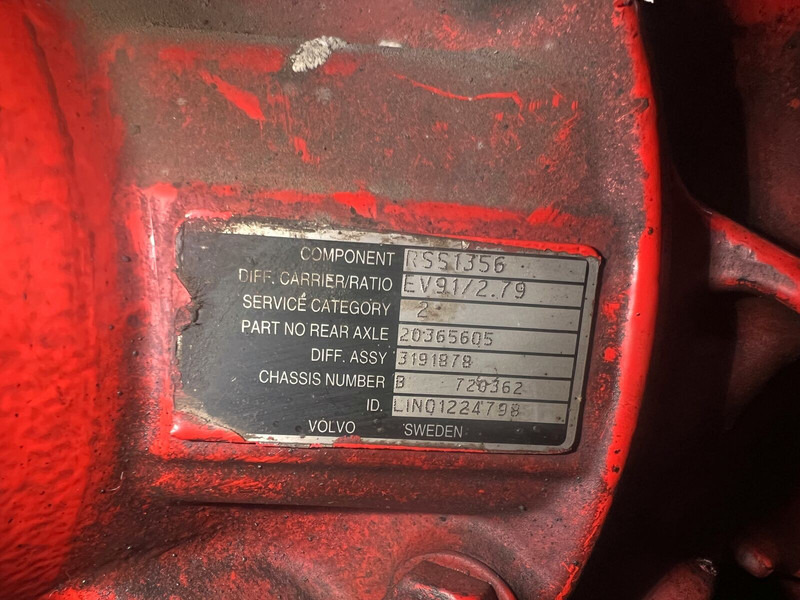 COMPONENT RSS1356
DIFF. CARRIER/RATIO EV91/2.79
SERVICE CATEGORY 2
PART NO REAR AXLE 20365605
DIFF. ASSY 3191878
CHASSIS NUMBER B 720362
ID. LINQ1224798
VOLVO SWEDEN